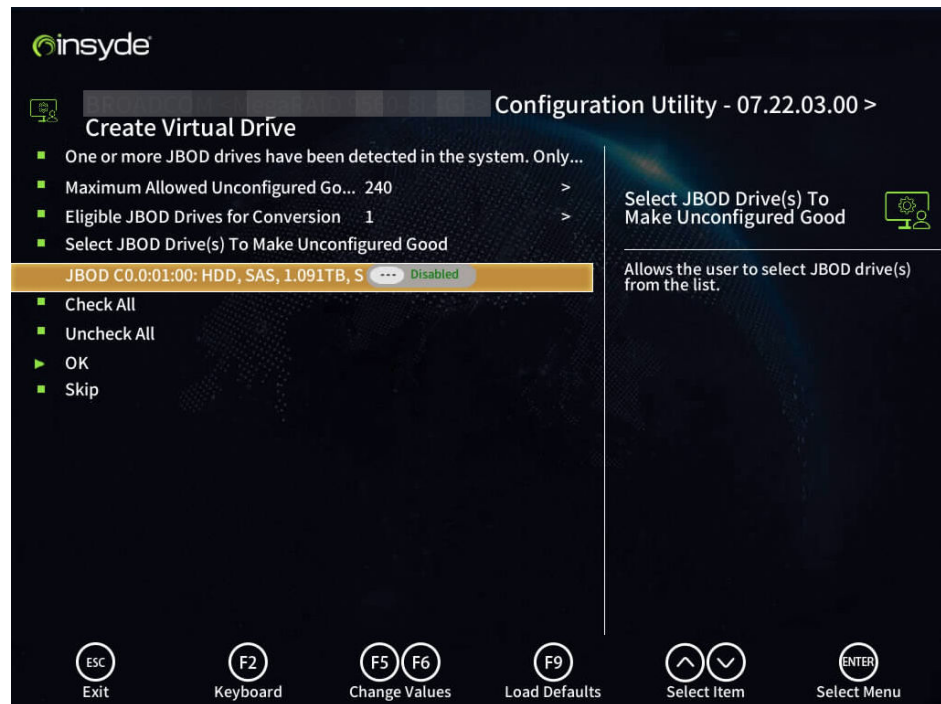 insyde
Configuration Utility - 07.22.03.00 >
Create Virtual Drive
One or more JBOD drives have been detected in the system. Only...
Maximum Allowed Unconfigured Go... 240 >
Eligible JBOD Drives for Conversion 1 >
Select JBOD Drive(s) To Make Unconfigured Good
JBOD C0.0:01:00: HDD, SAS, 1.091TB, S --- Disabled
Check All
Uncheck All
OK
Skip
Select JBOD Drive(s) To
Make Unconfigured Good
Allows the user to select JBOD drive(s)
from the list.
ESC F2 F5 F6 F9 ENTER
Exit Keyboard Change Values Load Defaults Select Item Select Menu